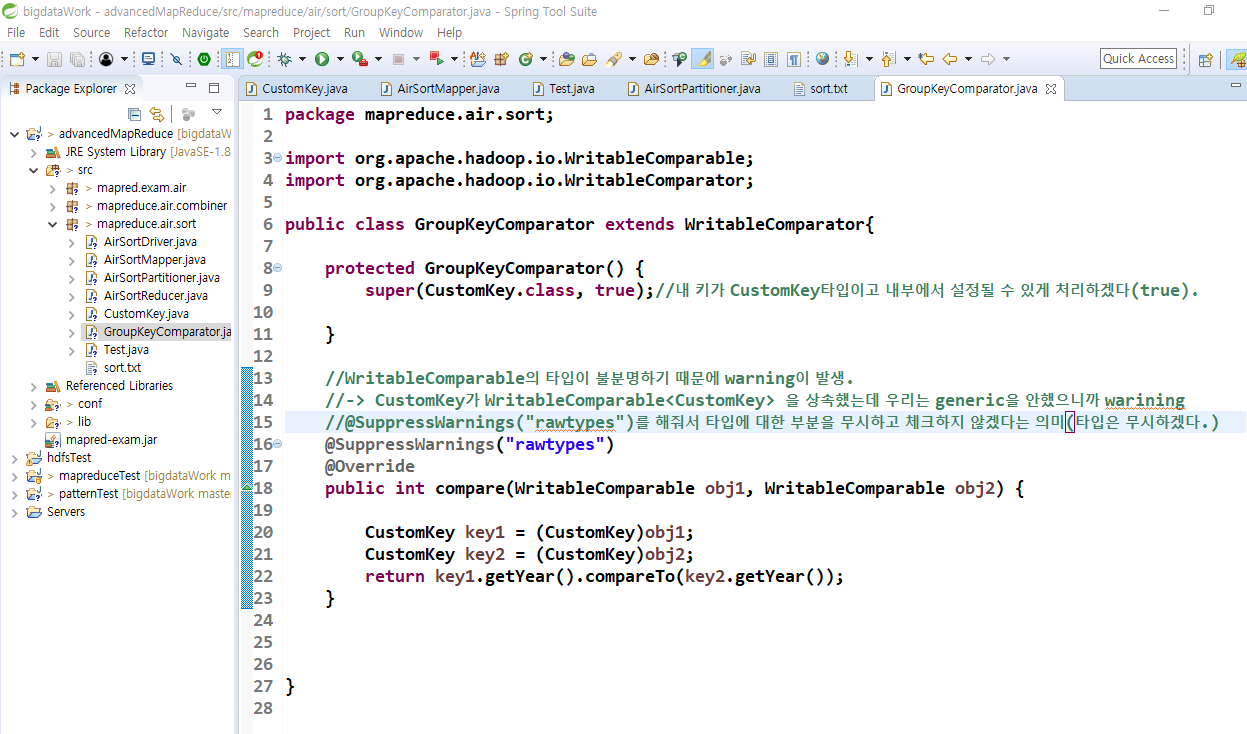 bigdataWork - advancedMapReduce/src/mapreduce/air/sort/GroupKeyComparator.java - Spring Tool Suite
File Edit Source Refactor Navigate Search Project Run Window Help
Quick Access
Package Explorer
CustomKey.java AirSortMapper.java Test.java AirSortPartitioner.java sort.txt GroupKeyComparator.java
> advancedMapReduce [bigdataW
JRE System Library [JavaSE-1.8
> src
> mapred.exam.air
> mapreduce.air.combiner
> mapreduce.air.sort
AirSortDriver.java
AirSortMapper.java
AirSortPartitioner.java
AirSortReducer.java
CustomKey.java
GroupKeyComparator.ja
Test.java
sort.txt
Referenced Libraries
> conf
> lib
mapred-exam.jar
hdfsTest
> mapreduceTest [bigdataWork m
> patternTest [bigdataWork master
Servers
1 package mapreduce.air.sort;
2
3 import org.apache.hadoop.io.WritableComparable;
4 import org.apache.hadoop.io.WritableComparator;
5
6 public class GroupKeyComparator extends WritableComparator{
7
8 protected GroupKeyComparator() {
9 super(CustomKey.class, true);//내 키가 CustomKey타입이고 내부에서 설정될 수 있게 처리하겠다(true).
10
11 }
12
13 //WritableComparable의 타입이 불분명하기 때문에 warning이 발생.
14 //-> CustomKey가 WritableComparable<CustomKey> 을 상속했는데 우리는 generic을 안했으니까 warining
15 //@SuppressWarnings("rawtypes")를 해줘서 타입에 대한 부분을 무시하고 체크하지 않겠다는 의미(타입은 무시하겠다.)
16 @SuppressWarnings("rawtypes")
17 @Override
18 public int compare(WritableComparable obj1, WritableComparable obj2) {
19
20 CustomKey key1 = (CustomKey)obj1;
21 CustomKey key2 = (CustomKey)obj2;
22 return key1.getYear().compareTo(key2.getYear());
23 }
24
25
26
27 }
28